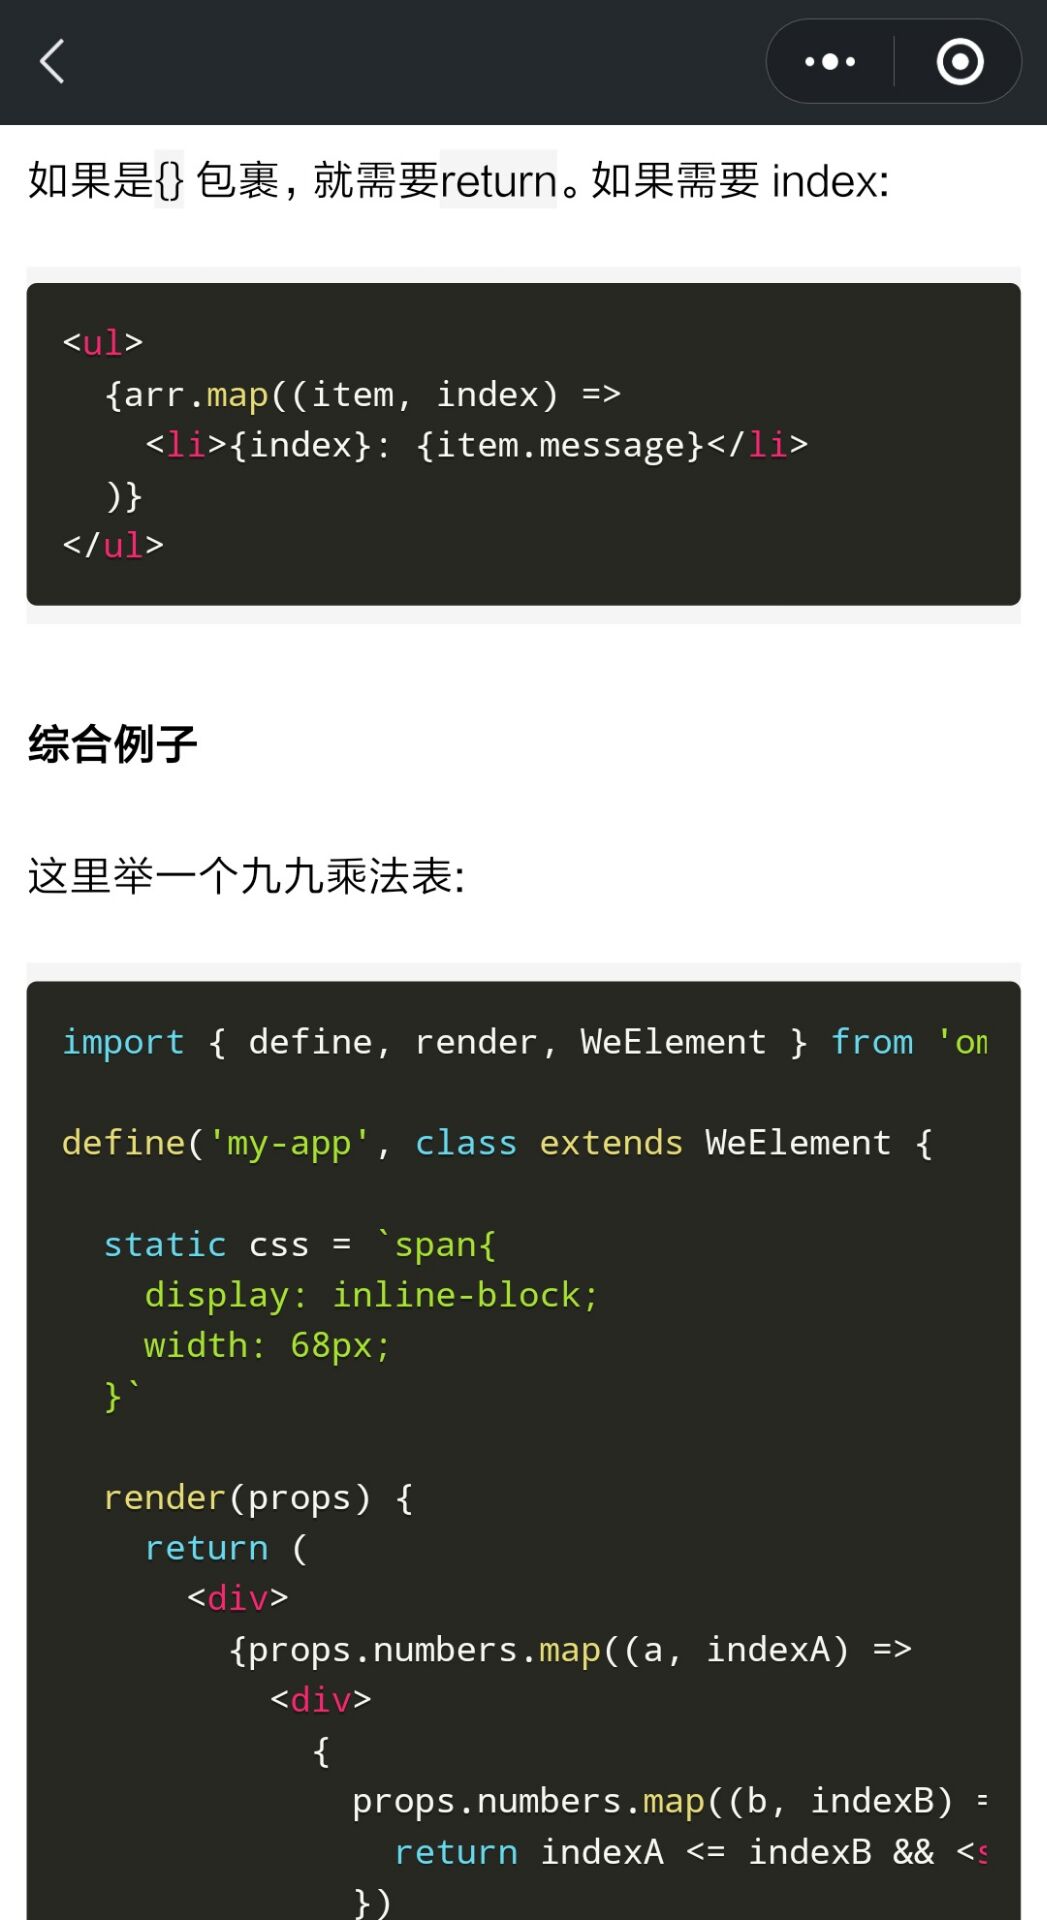 如果是{} 包裹，就需要return。如果需要 index:
<ul>
  {arr.map((item, index) =>
    <li>{index}: {item.message}</li>
  )}
</ul>
综合例子
这里举一个九九乘法表:
import { define, render, WeElement } from 'om
define('my-app', class extends WeElement {
  static css = `span{
    display: inline-block;
    width: 68px;
  }`
  render(props) {
    return (
      <div>
        {props.numbers.map((a, indexA) =>
          <div>
            {
              props.numbers.map((b, indexB) =
                return indexA <= indexB && <s
              })